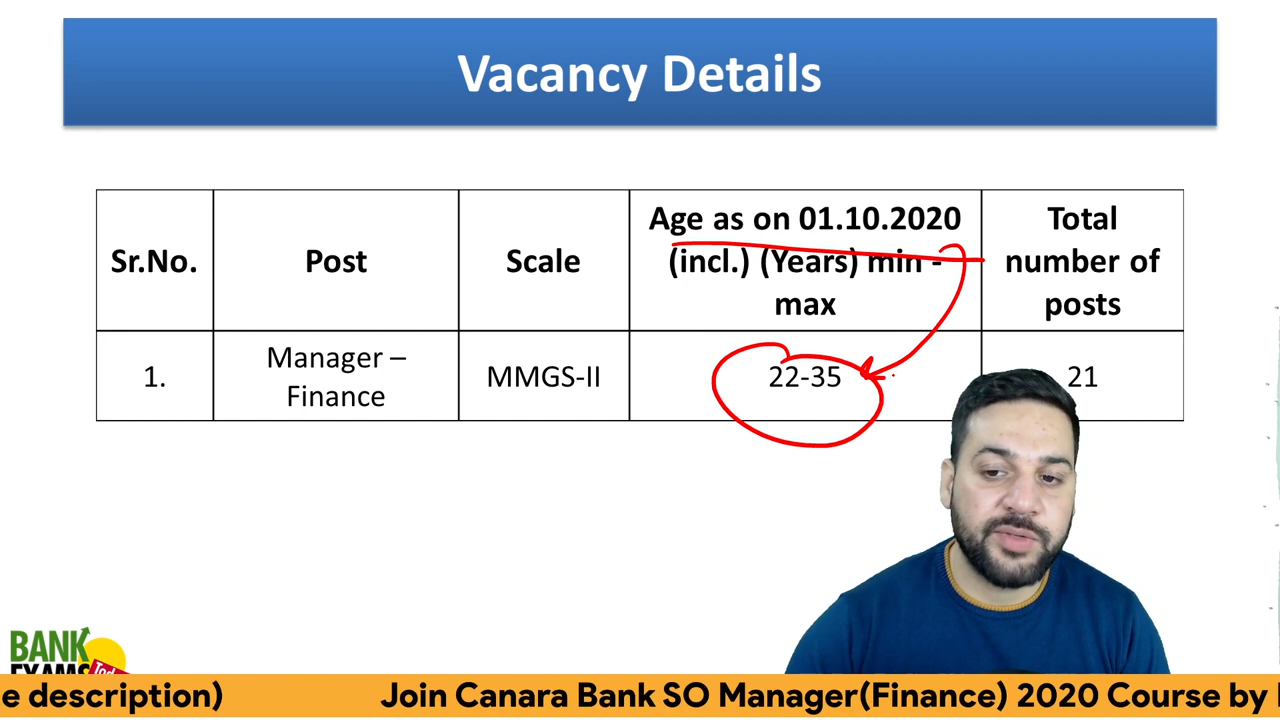 Vacancy Details
Sr.No.
Post
Scale
Age as on 01.10.2020
(incl.) (Years) min -
max
Total
number of
posts
1.
Manager –
Finance
MMGS-II
22-35
21
BANK
EXAMS
Tod
e description)
Join Canara Bank SO Manager(Finance) 2020 Course by